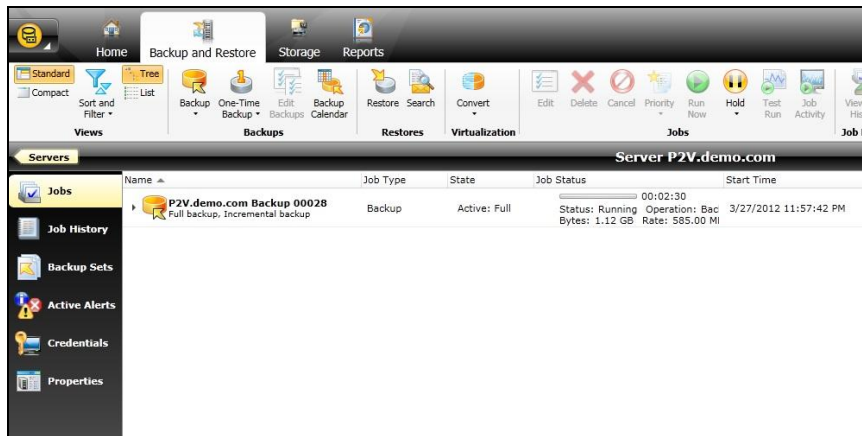 Home
Backup and Restore
Storage
Reports
Standard
Compact
Sort and Filter
Tree
List
Views
Backup
One-Time Backup
Edit Backups
Backup Calendar
Backups
Restore
Search
Restores
Convert
Virtualization
Edit
Delete
Cancel
Priority
Run Now
Hold
Test Run
Job Activity
Jobs
View
His
Job
Servers
Server P2V.demo.com
Jobs
Job History
Backup Sets
Active Alerts
Credentials
Properties
Name
Job Type
State
Job Status
Start Time
P2V.demo.com Backup 00028
Full backup, Incremental backup
Backup
Active: Full
00:02:30
Status: Running Operation: Bac
Bytes: 1.12 GB Rate: 585.00 MI
3/27/2012 11:57:42 PM